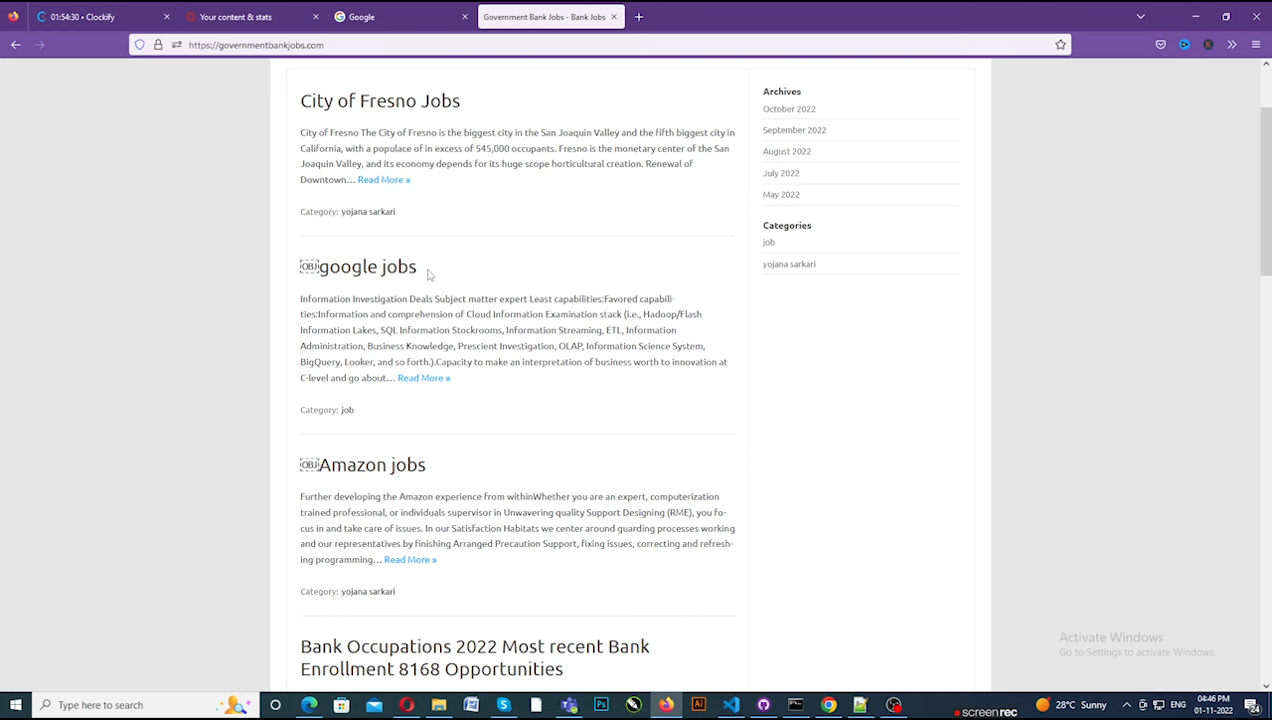 01:54:30 • Clockify
Your content & stats
Google
Government Bank Jobs - Bank Jobs
https://governmentbankjobs.com
City of Fresno Jobs
City of Fresno The City of Fresno is the biggest city in the San Joaquin Valley and the fifth biggest city in
California, with a populace of in excess of 545,000 occupants. Fresno is the monetary center of the San
Joaquin Valley, and its economy depends for its huge scope horticultural creation. Renewal of
Downtown… Read More »
Category: yojana sarkari
OBJ google jobs
Information Investigation Deals Subject matter expert Least capabilities:Favored capabili-
ties:Information and comprehension of Cloud Information Examination stack (i.e., Hadoop/Flash
Information Lakes, SQL Information Stockrooms, Information Streaming, ETL, Information
Administration, Business Knowledge, Prescient Investigation, OLAP, Information Science System,
BigQuery, Looker, and so forth.).Capacity to make an interpretation of business worth to innovation at
C-level and go about… Read More »
Category: job
OBJ Amazon jobs
Further developing the Amazon experience from withinWhether you are an expert, computerization
trained professional, or individuals supervisor in Unwavering quality Support Designing (RME), you fo-
cus in and take care of issues. In our Satisfaction Habitats we center around guarding processes working
and our representatives by finishing Arranged Precaution Support, fixing issues, correcting and refresh-
ing programming… Read More »
Category: yojana sarkari
Bank Occupations 2022 Most recent Bank
Enrollment 8168 Opportunities
Archives
October 2022
September 2022
August 2022
July 2022
May 2022
Categories
job
yojana sarkari
Activate Windows
Go to Settings to activate Windows.
Type here to search
screen rec
28°C Sunny
ENG
04:46 PM
01-11-2022
24